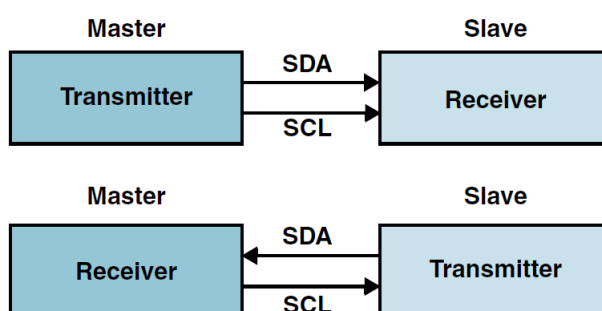 Master Slave
SDA
Transmitter Receiver
SCL
Master Slave
SDA
Receiver Transmitter
SCL